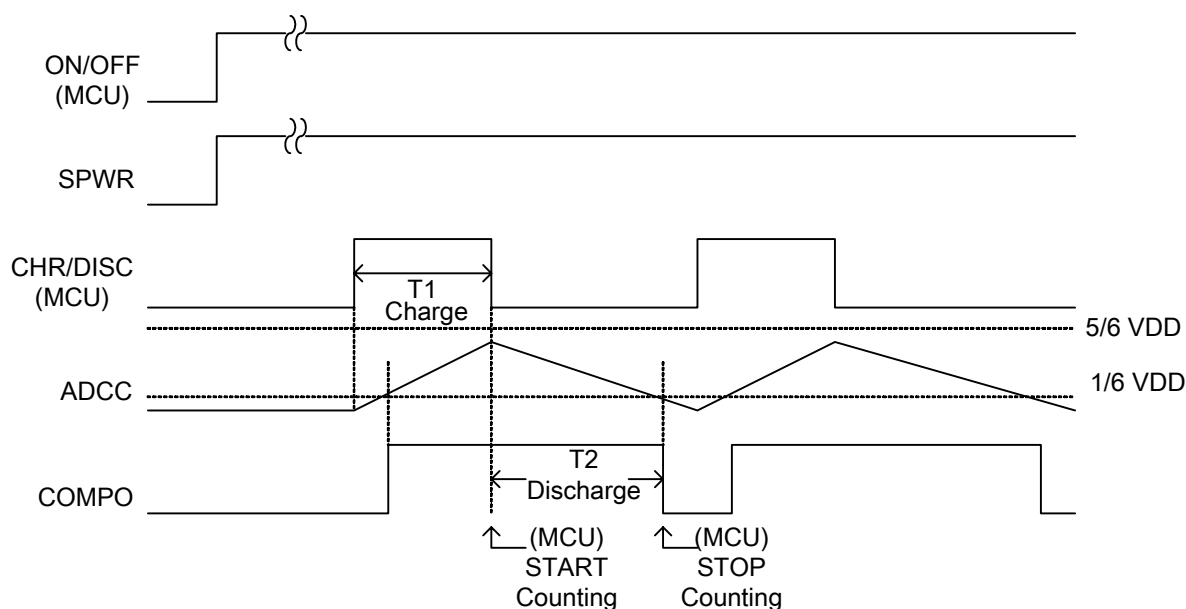 ON/OFF
(MCU)
SPWR
CHR/DISC
(MCU)
T1
Charge
5/6 VDD
ADCC
1/6 VDD
T2
Discharge
COMPO
(MCU)
START
Counting
(MCU)
STOP
Counting